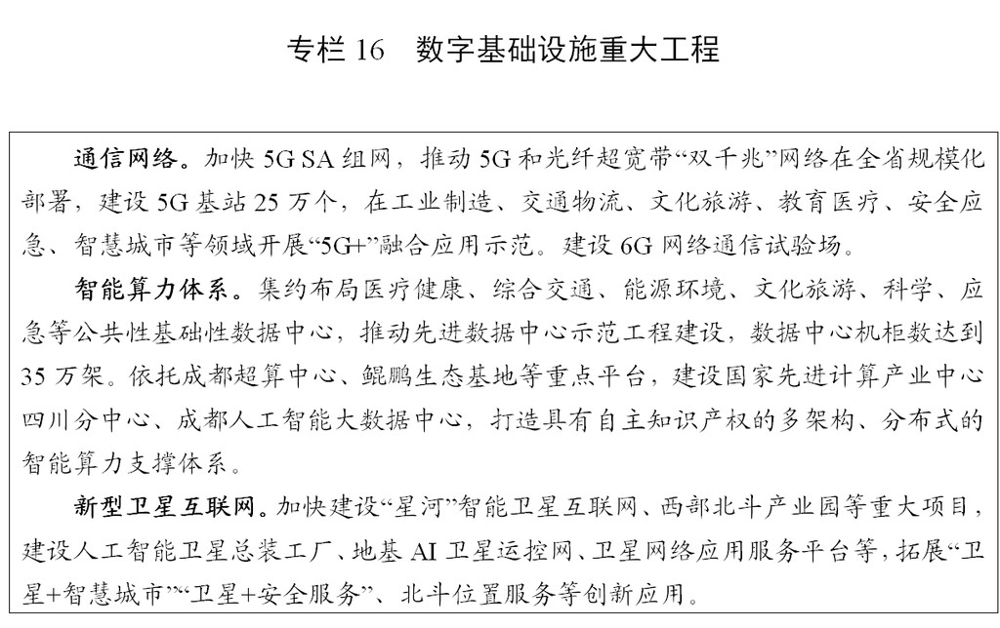 专栏 16 数字基础设施重大工程
通信网络。加快 5G SA 组网，推动 5G 和光纤超宽带“双千兆”网络在全省规模化
部署，建设 5G 基站 25 万个，在工业制造、交通物流、文化旅游、教育医疗、安全应
急、智慧城市等领域开展“5G+”融合应用示范。建设 6G 网络通信试验场。
智能算力体系。集约布局医疗健康、综合交通、能源环境、文化旅游、科学、应
急等公共性基础性数据中心，推动先进数据中心示范工程建设，数据中心机柜数达到
35 万架。依托成都超算中心、鲲鹏生态基地等重点平台，建设国家先进计算产业中心
四川分中心、成都人工智能大数据中心，打造具有自主知识产权的多架构、分布式的
智能算力支撑体系。
新型卫星互联网。加快建设“星河”智能卫星互联网、西部北斗产业园等重大项目，
建设人工智能卫星总装工厂、地基 AI 卫星运控网、卫星网络应用服务平台等，拓展“卫
星+智慧城市”“卫星+安全服务”、北斗位置服务等创新应用。